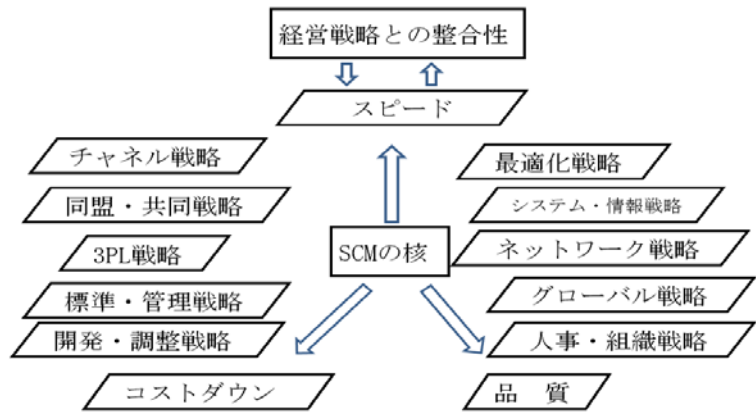 経営戦略との整合性
スピード
チャネル戦略
同盟・共同戦略
3PL戦略
標準・管理戦略
開発・調整戦略
コストダウン
SCMの核
最適化戦略
システム・情報戦略
ネットワーク戦略
グローバル戦略
人事・組織戦略
品　質